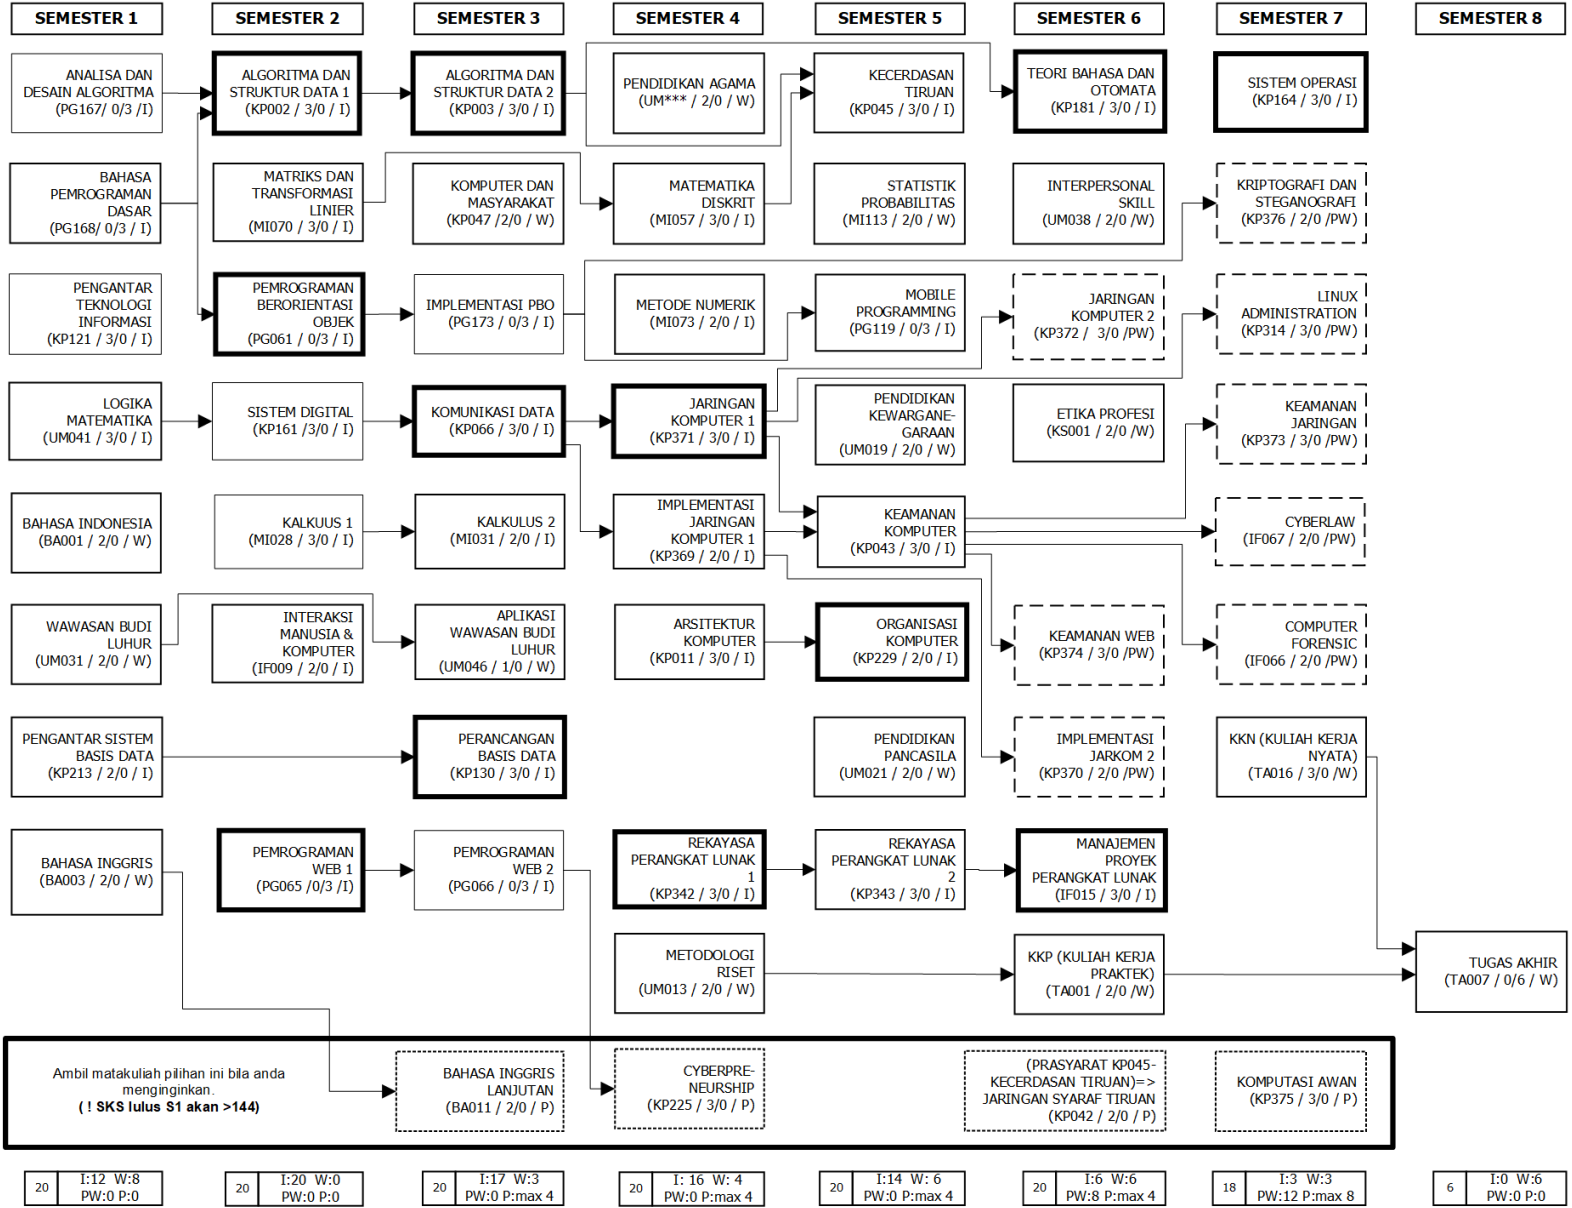 SEMESTER 1
SEMESTER 2
SEMESTER 3
SEMESTER 4
SEMESTER 5
SEMESTER 6
SEMESTER 7
SEMESTER 8
ANALISA DAN
DESAIN ALGORITMA
(PG167/ 0/3 /I)
ALGORITMA DAN
STRUKTUR DATA 1
(KP002 / 3/0 / I)
ALGORITMA DAN
STRUKTUR DATA 2
(KP003 / 3/0 / I)
PENDIDIKAN AGAMA
(UM*** / 2/0 / W)
KECERDASAN
TIRUAN
(KP045 / 3/0 / I)
TEORI BAHASA DAN
OTOMATA
(KP181 / 3/0 / I)
SISTEM OPERASI
(KP164 / 3/0 / I)
BAHASA
PEMROGRAMAN
DASAR
(PG168/ 0/3 / I)
MATRIKS DAN
TRANSFORMASI
LINIER
(MI070 / 3/0 / I)
KOMPUTER DAN
MASYARAKAT
(KP047 /2/0 / W)
MATEMATIKA
DISKRIT
(MI057 / 3/0 / I)
STATISTIK
PROBABILITAS
(MI113 / 2/0 / W)
INTERPERSONAL
SKILL
(UM038 / 2/0 /W)
KRIPTOGRAFI DAN
STEGANOGRAFI
(KP376 / 2/0 /PW)
PENGANTAR
TEKNOLOGI
INFORMASI
(KP121 / 3/0 / I)
PEMROGRAMAN
BERORIENTASI
OBJEK
(PG061 / 0/3 / I)
IMPLEMENTASI PBO
(PG173 / 0/3 / I)
METODE NUMERIK
(MI073 / 2/0 / I)
MOBILE
PROGRAMMING
(PG119 / 0/3 / I)
JARINGAN
KOMPUTER 2
(KP372 /  3/0 /PW)
LINUX
ADMINISTRATION
(KP314 / 3/0 /PW)
LOGIKA
MATEMATIKA
(UM041 / 3/0 / I)
SISTEM DIGITAL
(KP161 /3/0 / I)
KOMUNIKASI DATA
(KP066 / 3/0 / I)
JARINGAN
KOMPUTER 1
(KP371 / 3/0 / I)
PENDIDIKAN
KEWARGANE-
GARAAN
(UM019 / 2/0 / W)
ETIKA PROFESI
(KS001 / 2/0 /W)
KEAMANAN
JARINGAN
(KP373 / 3/0 /PW)
BAHASA INDONESIA
(BA001 / 2/0 / W)
KALKUUS 1
(MI028 / 3/0 / I)
KALKULUS 2
(MI031 / 2/0 / I)
IMPLEMENTASI
JARINGAN
KOMPUTER 1
(KP369 / 2/0 / I)
KEAMANAN
KOMPUTER
(KP043 / 3/0 / I)
CYBERLAW
(IF067 / 2/0 /PW)
WAWASAN BUDI
LUHUR
(UM031 / 2/0 / W)
INTERAKSI
MANUSIA &
KOMPUTER
(IF009 / 2/0 / I)
APLIKASI
WAWASAN BUDI
LUHUR
(UM046 / 1/0 / W)
ARSITEKTUR
KOMPUTER
(KP011 / 3/0 / I)
ORGANISASI
KOMPUTER
(KP229 / 2/0 / I)
KEAMANAN WEB
(KP374 / 3/0 /PW)
COMPUTER
FORENSIC
(IF066 / 2/0 /PW)
PENGANTAR SISTEM
BASIS DATA
(KP213 / 2/0 / I)
PERANCANGAN
BASIS DATA
(KP130 / 3/0 / I)
PENDIDIKAN
PANCASILA
(UM021 / 2/0 / W)
IMPLEMENTASI
JARKOM 2
(KP370 / 2/0 /PW)
KKN (KULIAH KERJA
NYATA)
(TA016 / 3/0 /W)
BAHASA INGGRIS
(BA003 / 2/0 / W)
PEMROGRAMAN
WEB 1
(PG065 /0/3 /I)
PEMROGRAMAN
WEB 2
(PG066 / 0/3 / I)
REKAYASA
PERANGKAT LUNAK
1
(KP342 / 3/0 / I)
REKAYASA
PERANGKAT LUNAK
2
(KP343 / 3/0 / I)
MANAJEMEN
PROYEK
PERANGKAT LUNAK
(IF015 / 3/0 / I)
METODOLOGI
RISET
(UM013 / 2/0 / W)
KKP (KULIAH KERJA
PRAKTEK)
(TA001 / 2/0 /W)
TUGAS AKHIR
(TA007 / 0/6 / W)
Ambil matakuliah pilihan ini bila anda
menginginkan.
( ! SKS lulus S1 akan >144)
BAHASA INGGRIS
LANJUTAN
(BA011 / 2/0 / P)
CYBERPRE-
NEURSHIP
(KP225 / 3/0 / P)
(PRASYARAT KP045-
KECERDASAN TIRUAN)=>
JARINGAN SYARAF TIRUAN
(KP042 / 2/0 / P)
KOMPUTASI AWAN
(KP375 / 3/0 / P)
20
I:12 W:8
PW:0 P:0
20
I:20 W:0
PW:0 P:0
20
I:17 W:3
PW:0 P:max 4
20
I: 16 W: 4
PW:0 P:max 4
20
I:14 W: 6
PW:0 P:max 4
20
I:6 W:6
PW:8 P:max 4
18
I:3 W:3
PW:12 P:max 8
6
I:0 W:6
PW:0 P:0